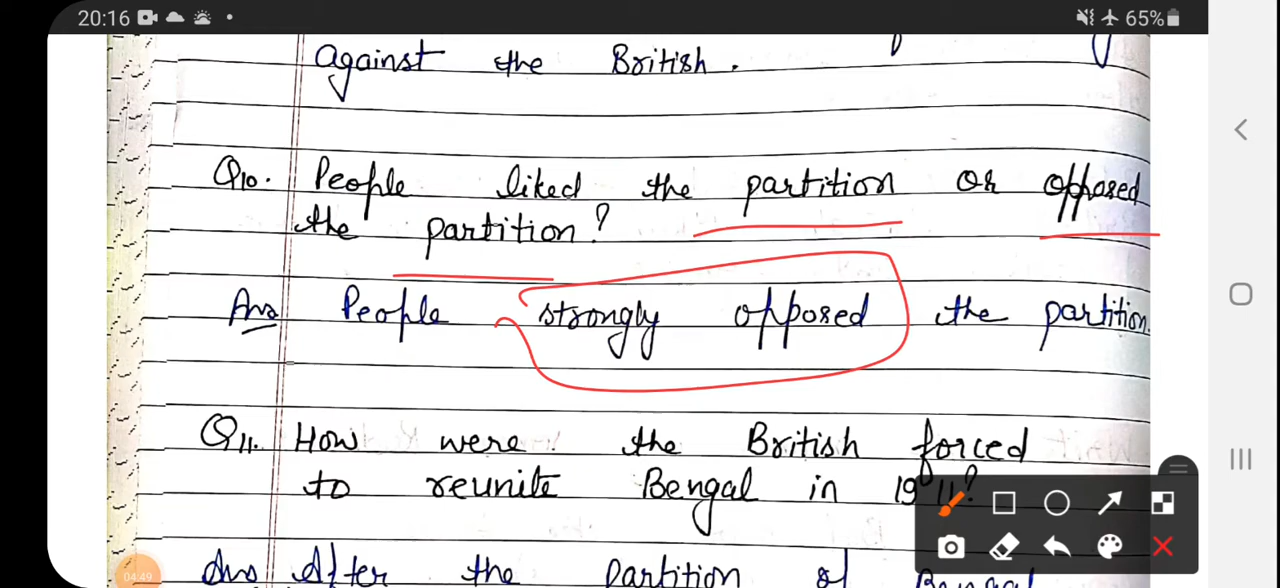 20:16
65%
Against the British.
Q10. People liked the partition or opposed
the partition?
Ans People strongly opposed the partition.
Q11. How were the British forced
to reunite Bengal in 1911?
Ans After the partition of Bengal
04:49